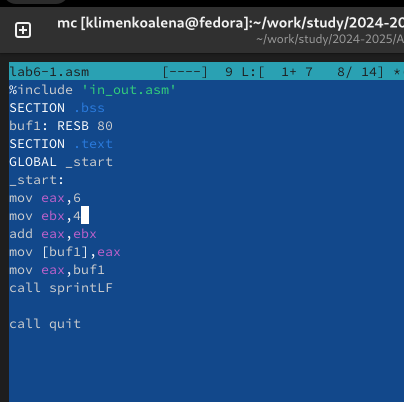 mc [klimenkoalena@fedora]:~/work/study/2024-20
~/work/study/2024-2025/A
lab6-1.asm [----] 9 L:[ 1+ 7 8/ 14] *
%include 'in_out.asm'
SECTION .bss
buf1: RESB 80
SECTION .text
GLOBAL _start
_start:
mov eax,6
mov ebx,4
add eax,ebx
mov [buf1],eax
mov eax,buf1
call sprintLF
call quit